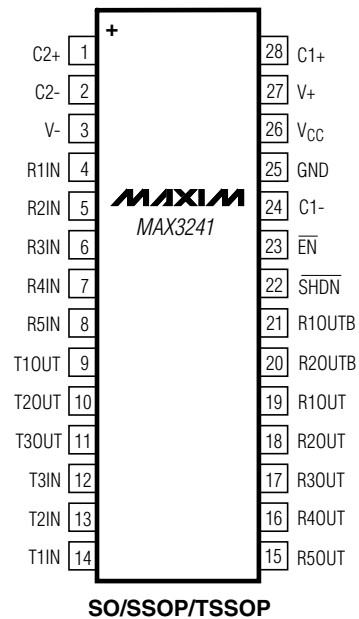 +
C2+ 1 28 C1+
C2- 2 27 V+
V- 3 26 VCC
R1IN 4 25 GND
R2IN 5 MAXIM 24 C1-
R3IN 6 MAX3241 23 E̅N̅
R4IN 7 22 S̅H̅D̅N̅
R5IN 8 21 R1OUTB
T1OUT 9 20 R2OUTB
T2OUT 10 19 R1OUT
T3OUT 11 18 R2OUT
T3IN 12 17 R3OUT
T2IN 13 16 R4OUT
T1IN 14 15 R5OUT
SO/SSOP/TSSOP